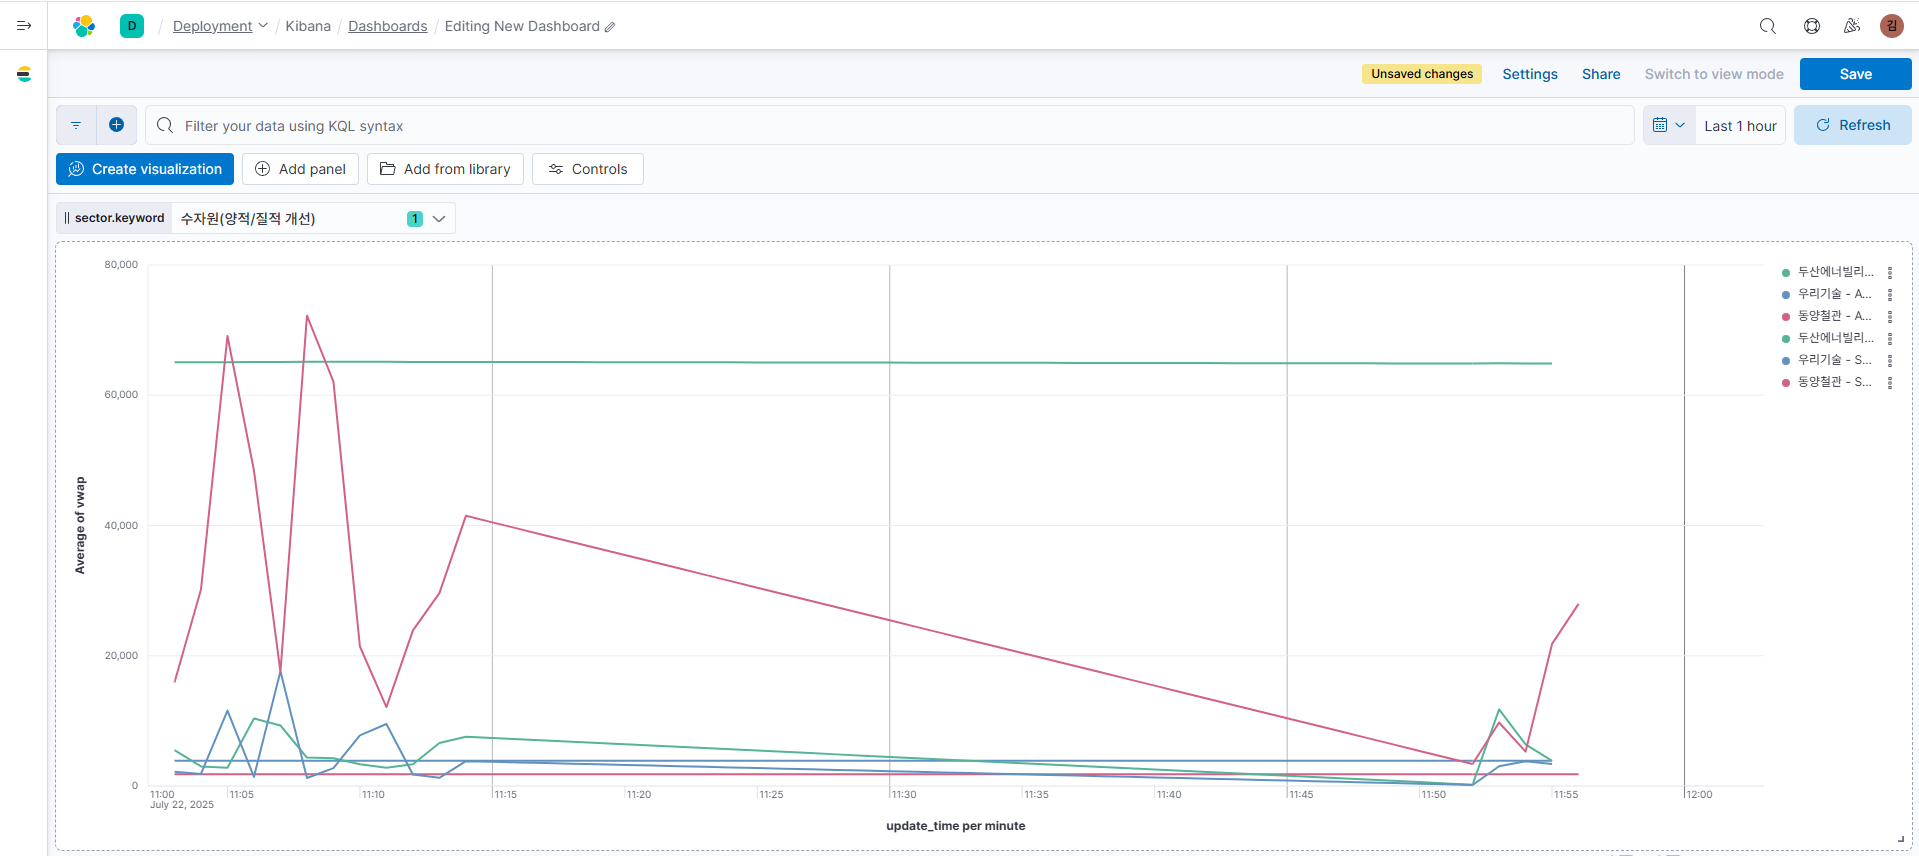 D / Deployment / Kibana / Dashboards / Editing New Dashboard
김
Unsaved changes Settings Share Switch to view mode Save
Filter your data using KQL syntax Last 1 hour Refresh
Create visualization Add panel Add from library Controls
sector.keyword 수자원(양적/질적 개선) 1
80,000
60,000
40,000
20,000
0
Average of vwap
두산에너빌리...
우리기술 - A...
동양철관 - A...
두산에너빌리...
우리기술 - S...
동양철관 - S...
11:00 11:05 11:10 11:15 11:20 11:25 11:30 11:35 11:40 11:45 11:50 11:55 12:00
July 22, 2025
update_time per minute